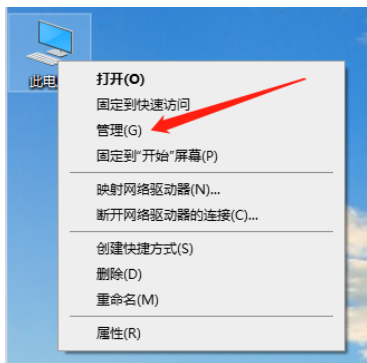 此电
打开(O)
固定到快速访问
管理(G)
固定到"开始"屏幕(P)
映射网络驱动器(N)...
断开网络驱动器的连接(C)...
创建快捷方式(S)
删除(D)
重命名(M)
属性(R)